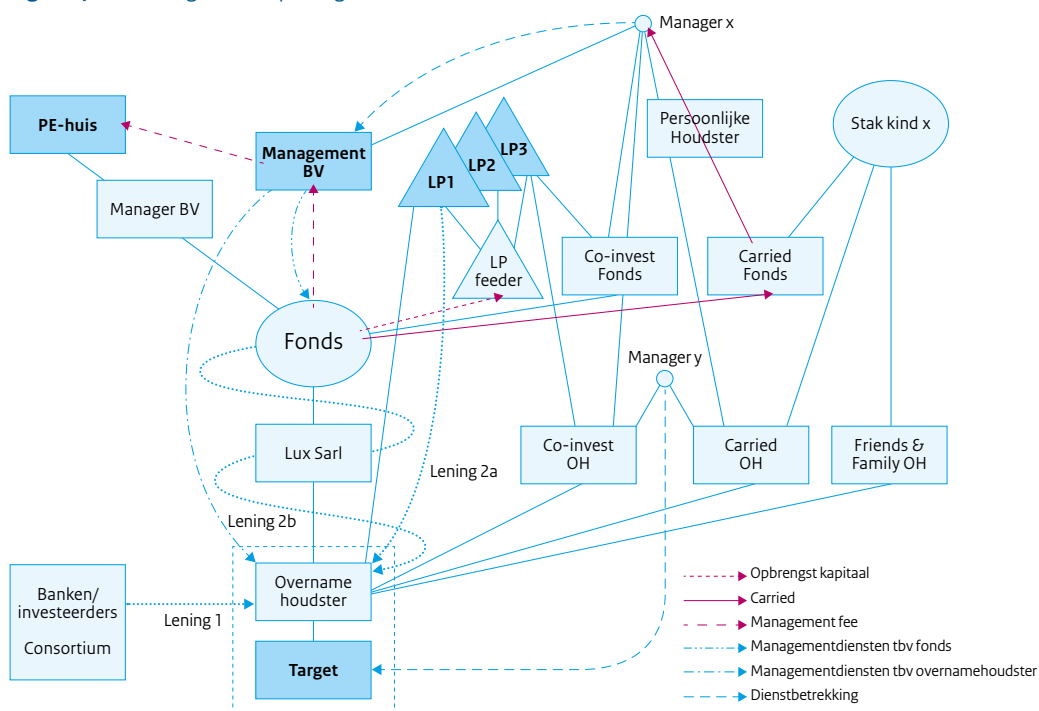 Manager x
PE-huis
Management
BV
LP1
LP2
LP3
Persoonlijke
Houdster
Stak kind x
Manager BV
LP
feeder
Co-invest
Fonds
Carried
Fonds
Fonds
Manager y
Lux Sarl
Lening 2a
Co-invest
OH
Carried
OH
Friends &
Family OH
Lening 2b
Banken/
investeerders
Consortium
Lening 1
Overname
houdster
Target
Opbrengst kapitaal
Carried
Management fee
Managementdiensten tbv fonds
Managementdiensten tbv overnamehoudster
Dienstbetrekking